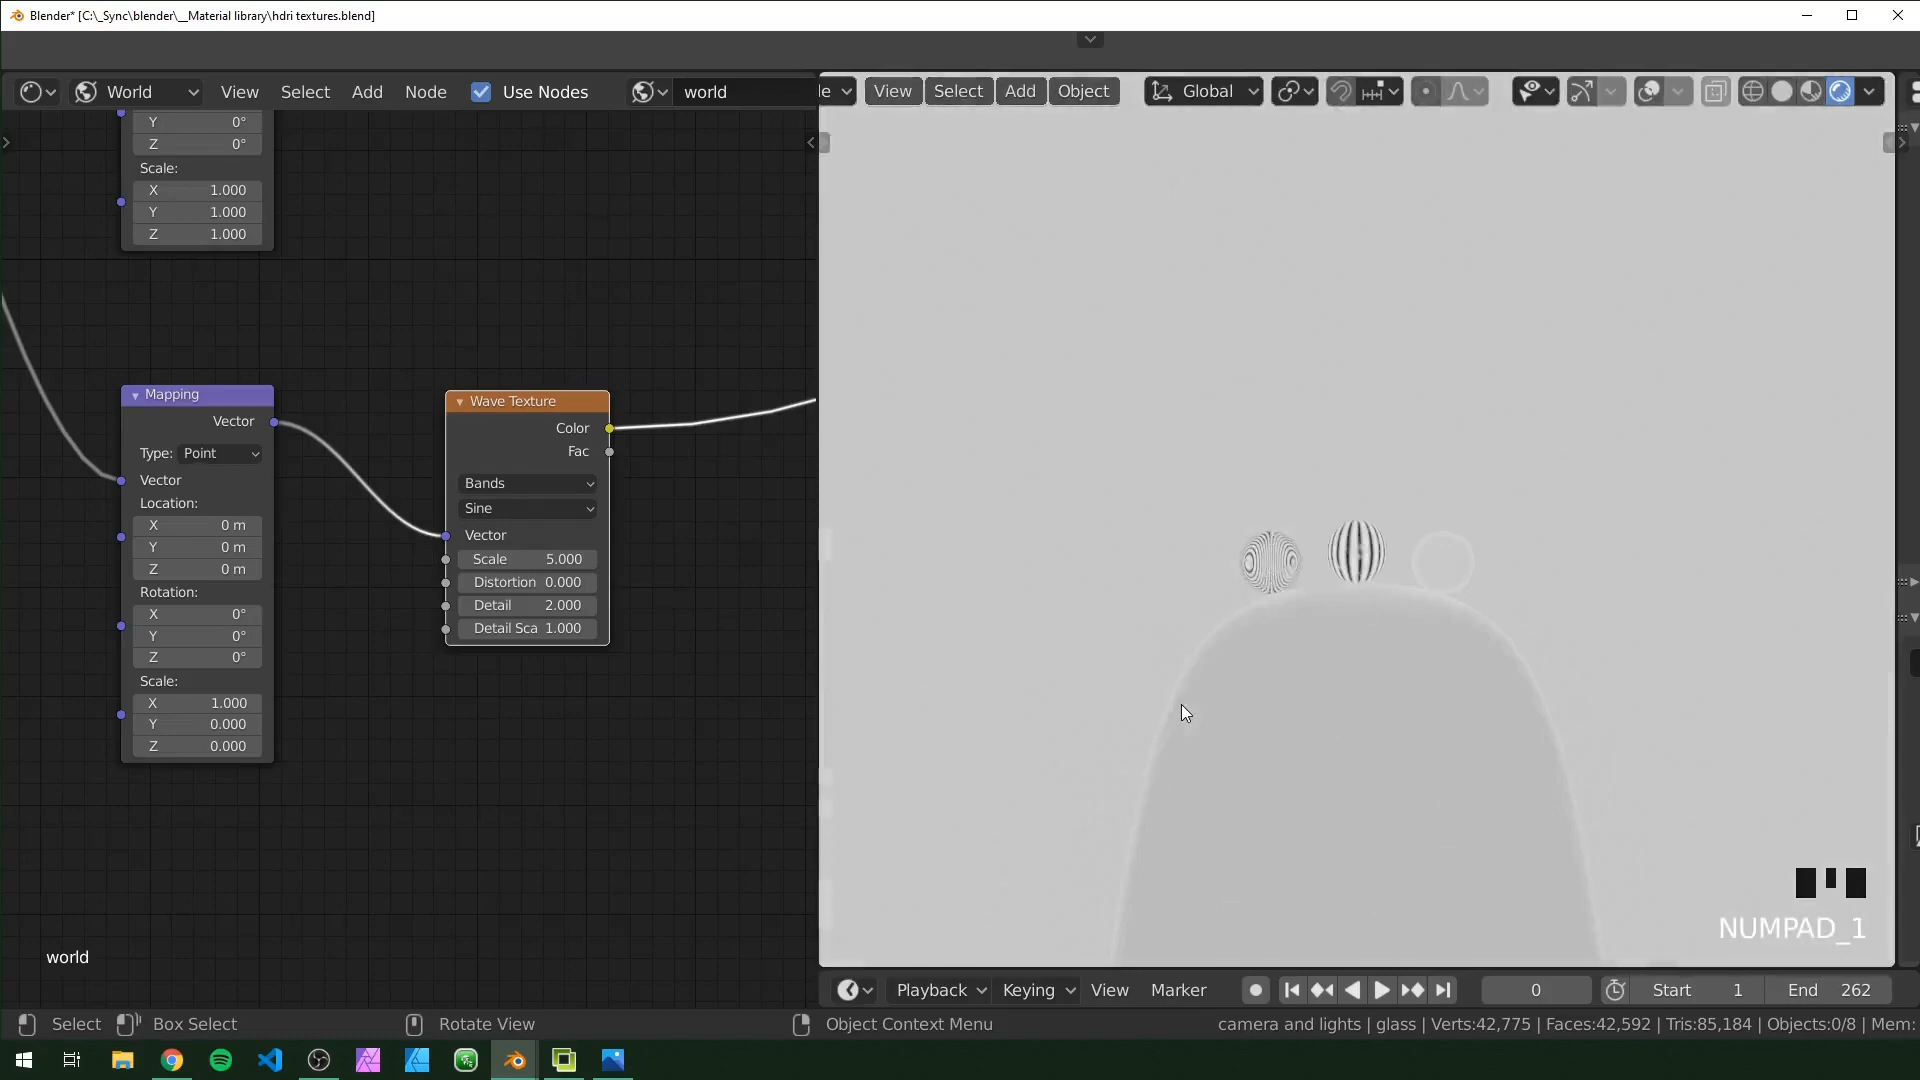 Blender* [C:\_Sync\blender\__Material library\hdri textures.blend]
World View Select Add Node Use Nodes world
le View Select Add Object Global
Y 0°
Z 0°
Scale:
X 1.000
Y 1.000
Z 1.000
Mapping
Vector
Type: Point
Vector
Location:
X 0 m
Y 0 m
Z 0 m
Rotation:
X 0°
Y 0°
Z 0°
Scale:
X 1.000
Y 0.000
Z 0.000
Wave Texture
Color
Fac
Bands
Sine
Vector
Scale 5.000
Distortion 0.000
Detail 2.000
Detail Sca 1.000
NUMPAD_1
world
Playback Keying View Marker 0 Start 1 End 262
Select Box Select Rotate View Object Context Menu camera and lights | glass | Verts:42,775 | Faces:42,592 | Tris:85,184 | Objects:0/8 | Mem: